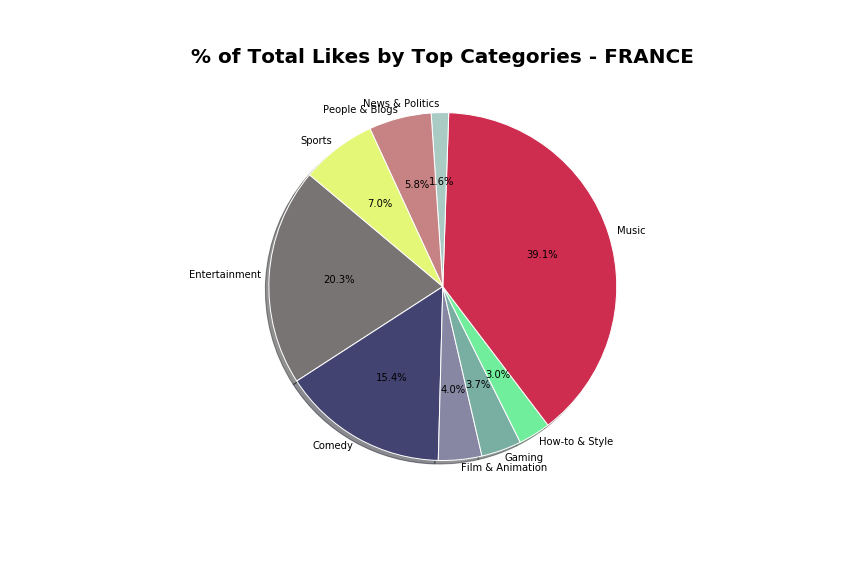 % of Total Likes by Top Categories - FRANCE
News & Politics
People & Blogs
Sports
1.6%
5.8%
7.0%
Music
39.1%
Entertainment
20.3%
15.4%
4.0%
3.7%
3.0%
Comedy
How-to & Style
Gaming
Film & Animation